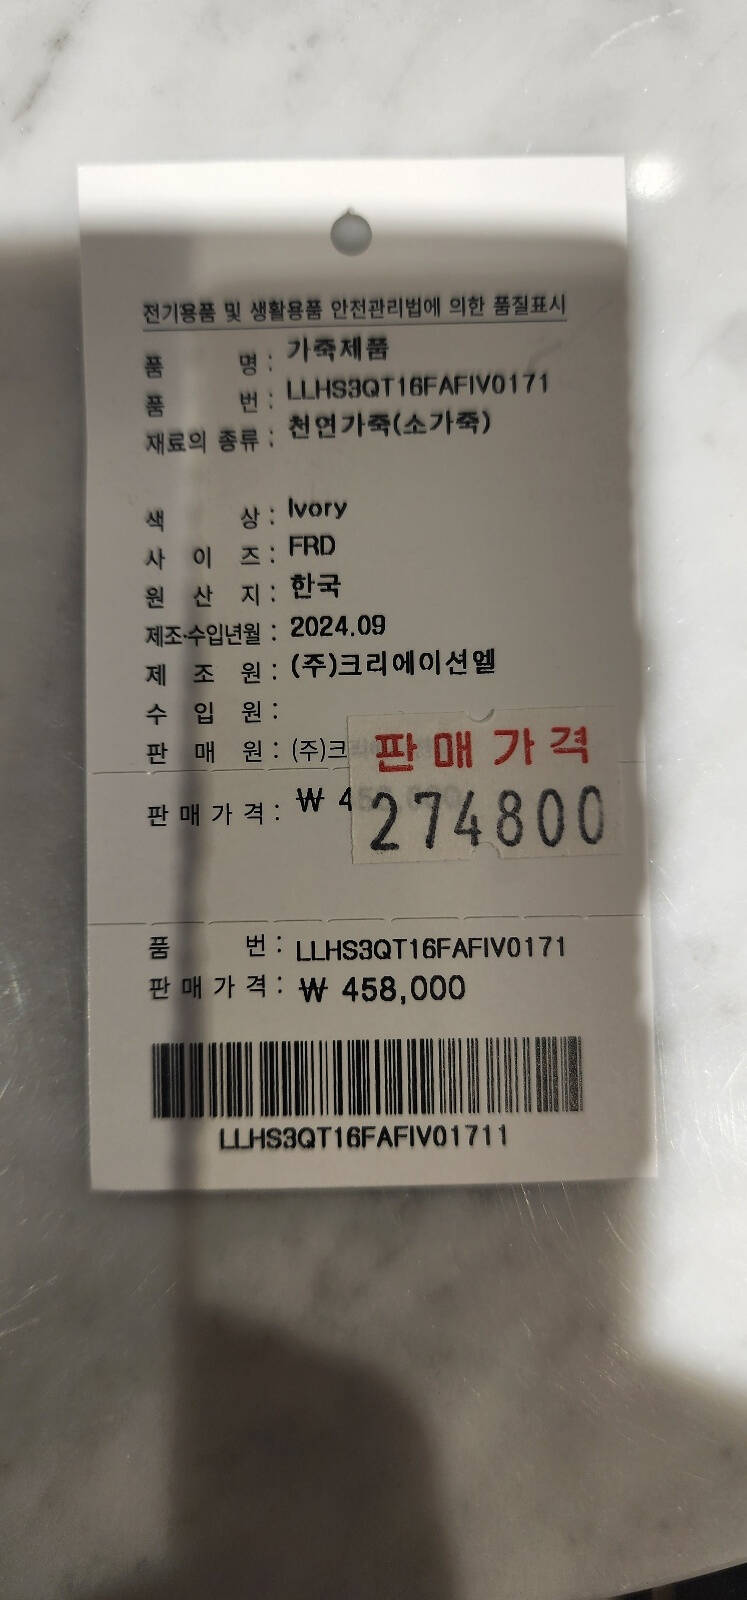 전기용품 및 생활용품 안전관리법에 의한 품질표시
품 명 : 가죽제품
품 번 : LLHS3QT16FAFIV0171
재료의 종류 : 천연가죽(소가죽)
색 상 : Ivory
사 이 즈 : FRD
원 산 지 : 한국
제조·수입년월 : 2024.09
제 조 원 : (주)크리에이션엘
수 입 원 :
판 매 원 : (주)크
판매가격
판 매 가 격 : ₩ 4
274800
품 번 : LLHS3QT16FAFIV0171
판 매 가 격 : ₩ 458,000
LLHS3QT16FAFIV01711